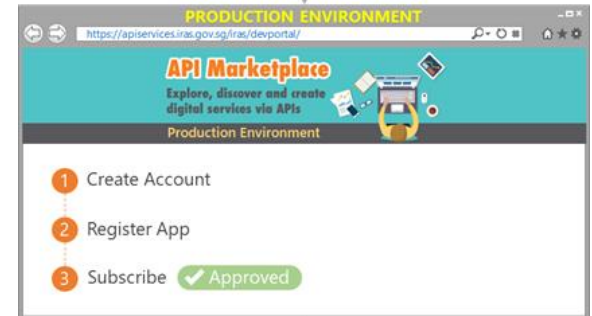 PRODUCTION ENVIRONMENT
https://apiservices.iras.gov.sg/iras/devportal/
API Marketplace
Explore, discover and create
digital services via APIs
Production Environment
1 Create Account
2 Register App
3 Subscribe Approved